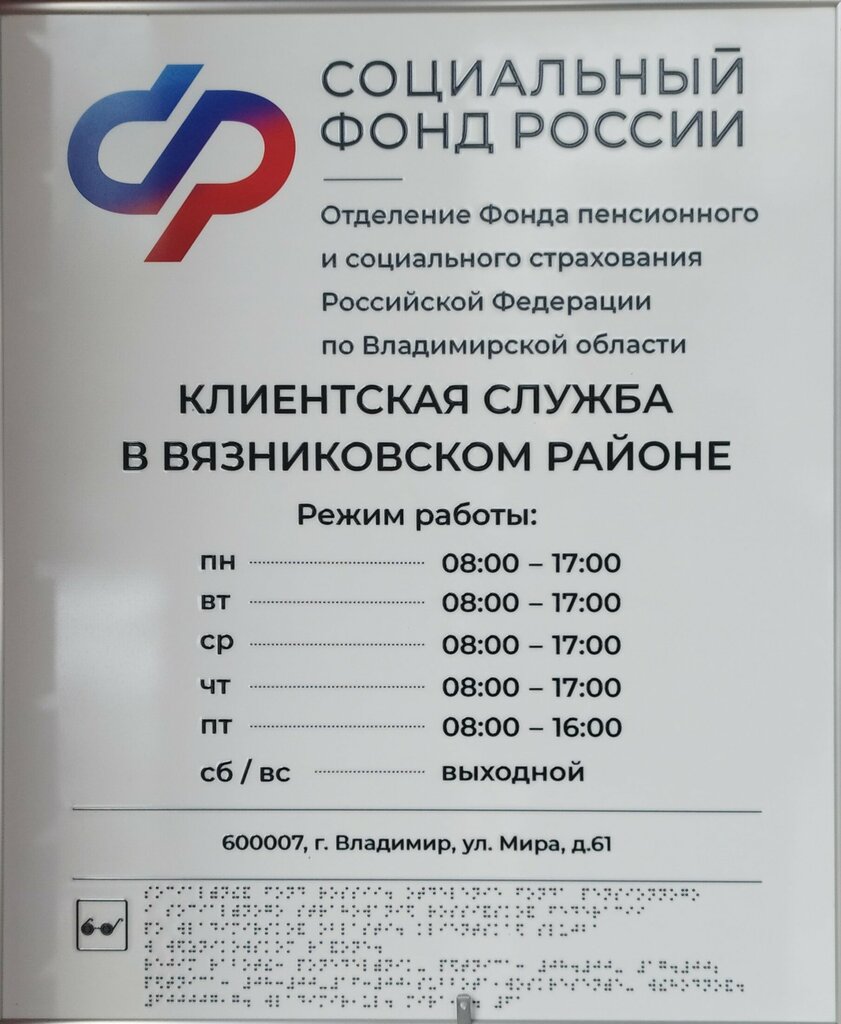 СОЦИАЛЬНЫЙ
ФОНД РОССИИ
Отделение Фонда пенсионного
и социального страхования
Российской Федерации
по Владимирской области
КЛИЕНТСКАЯ СЛУЖБА
В ВЯЗНИКОВСКОМ РАЙОНЕ
Режим работы:
пн 08:00 – 17:00
вт 08:00 – 17:00
ср 08:00 – 17:00
чт 08:00 – 17:00
пт 08:00 – 16:00
сб / вс выходной
600007, г. Владимир, ул. Мира, д.61